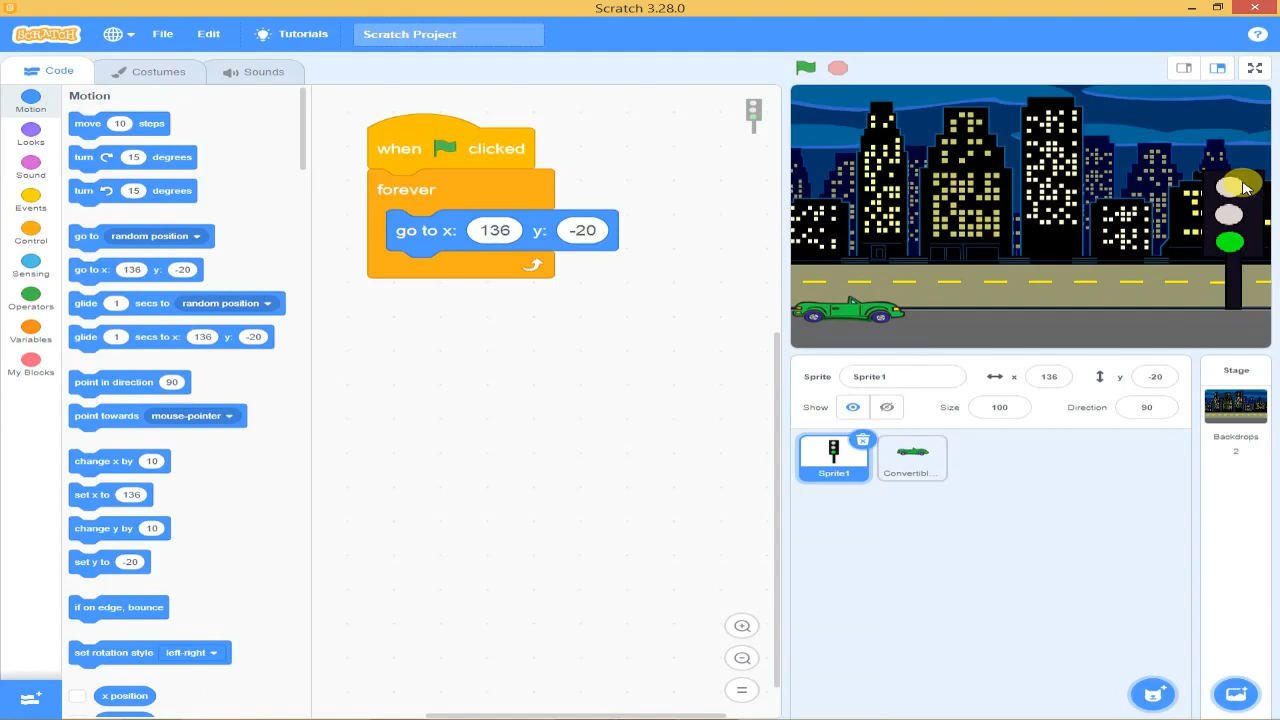 Scratch 3.28.0
SCRATCH File Edit Tutorials Scratch Project ?
Code Costumes Sounds
Motion
Looks
Sound
Events
Control
Sensing
Operators
Variables
My Blocks
Motion
move 10 steps
turn 15 degrees
turn 15 degrees
go to random position
go to x: 136 y: -20
glide 1 secs to random position
glide 1 secs to x: 136 y: -20
point in direction 90
point towards mouse-pointer
change x by 10
set x to 136
change y by 10
set y to -20
if on edge, bounce
set rotation style left-right
x position
when clicked
forever
go to x: 136 y: -20
Sprite Sprite1 x 136 y -20
Show Size 100 Direction 90
Sprite1
Convertibl...
Stage
Backdrops
2